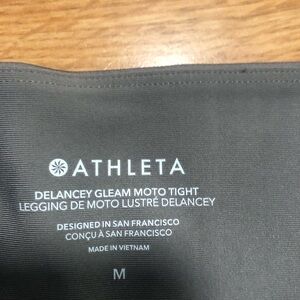 ATHLETA
DELANCEY GLEAM MOTO TIGHT
LEGGING DE MOTO LUSTRÉ DELANCEY
DESIGNED IN SAN FRANCISCO
CONÇU À SAN FRANCISCO
MADE IN VIETNAM
M